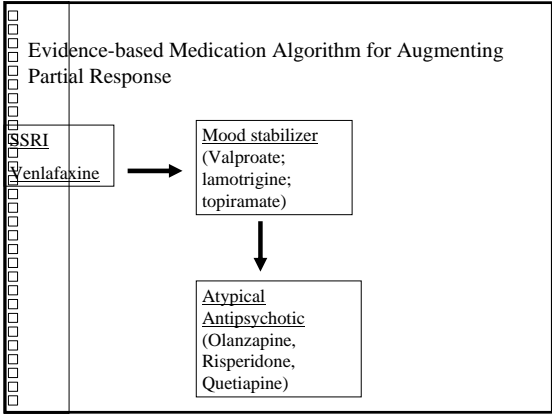 Evidence-based Medication Algorithm for Augmenting
Partial Response
SSRI
Venlafaxine
Mood stabilizer
(Valproate;
lamotrigine;
topiramate)
Atypical
Antipsychotic
(Olanzapine,
Risperidone,
Quetiapine)